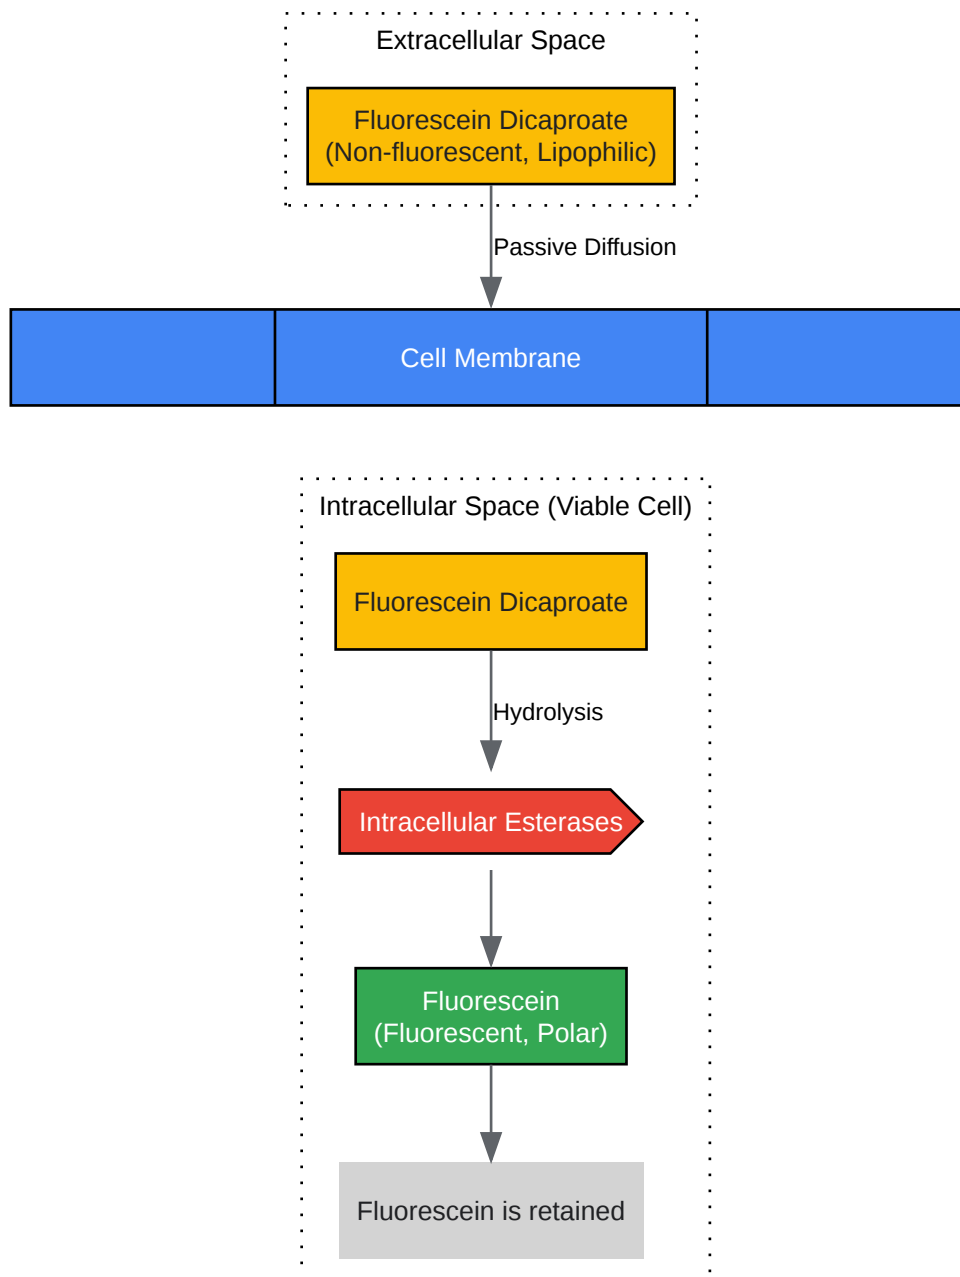 Extracellular Space
Fluorescein Dicaproate
(Non-fluorescent, Lipophilic)
Passive Diffusion
Cell Membrane
Intracellular Space (Viable Cell)
Fluorescein Dicaproate
Hydrolysis
Intracellular Esterases
Fluorescein
(Fluorescent, Polar)
Fluorescein is retained